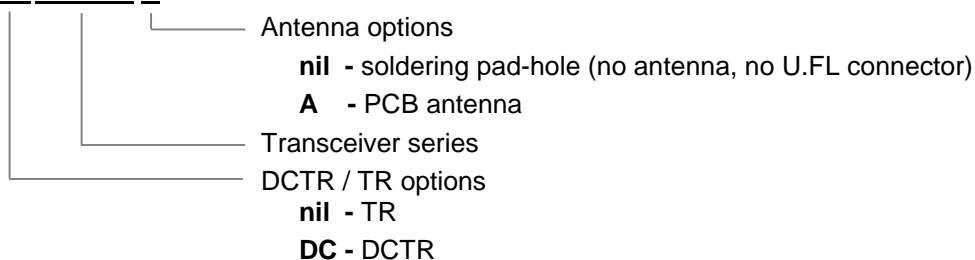 Antenna options
nil - soldering pad-hole (no antenna, no U.FL connector)
A - PCB antenna
Transceiver series
DCTR / TR options
nil - TR
DC - DCTR